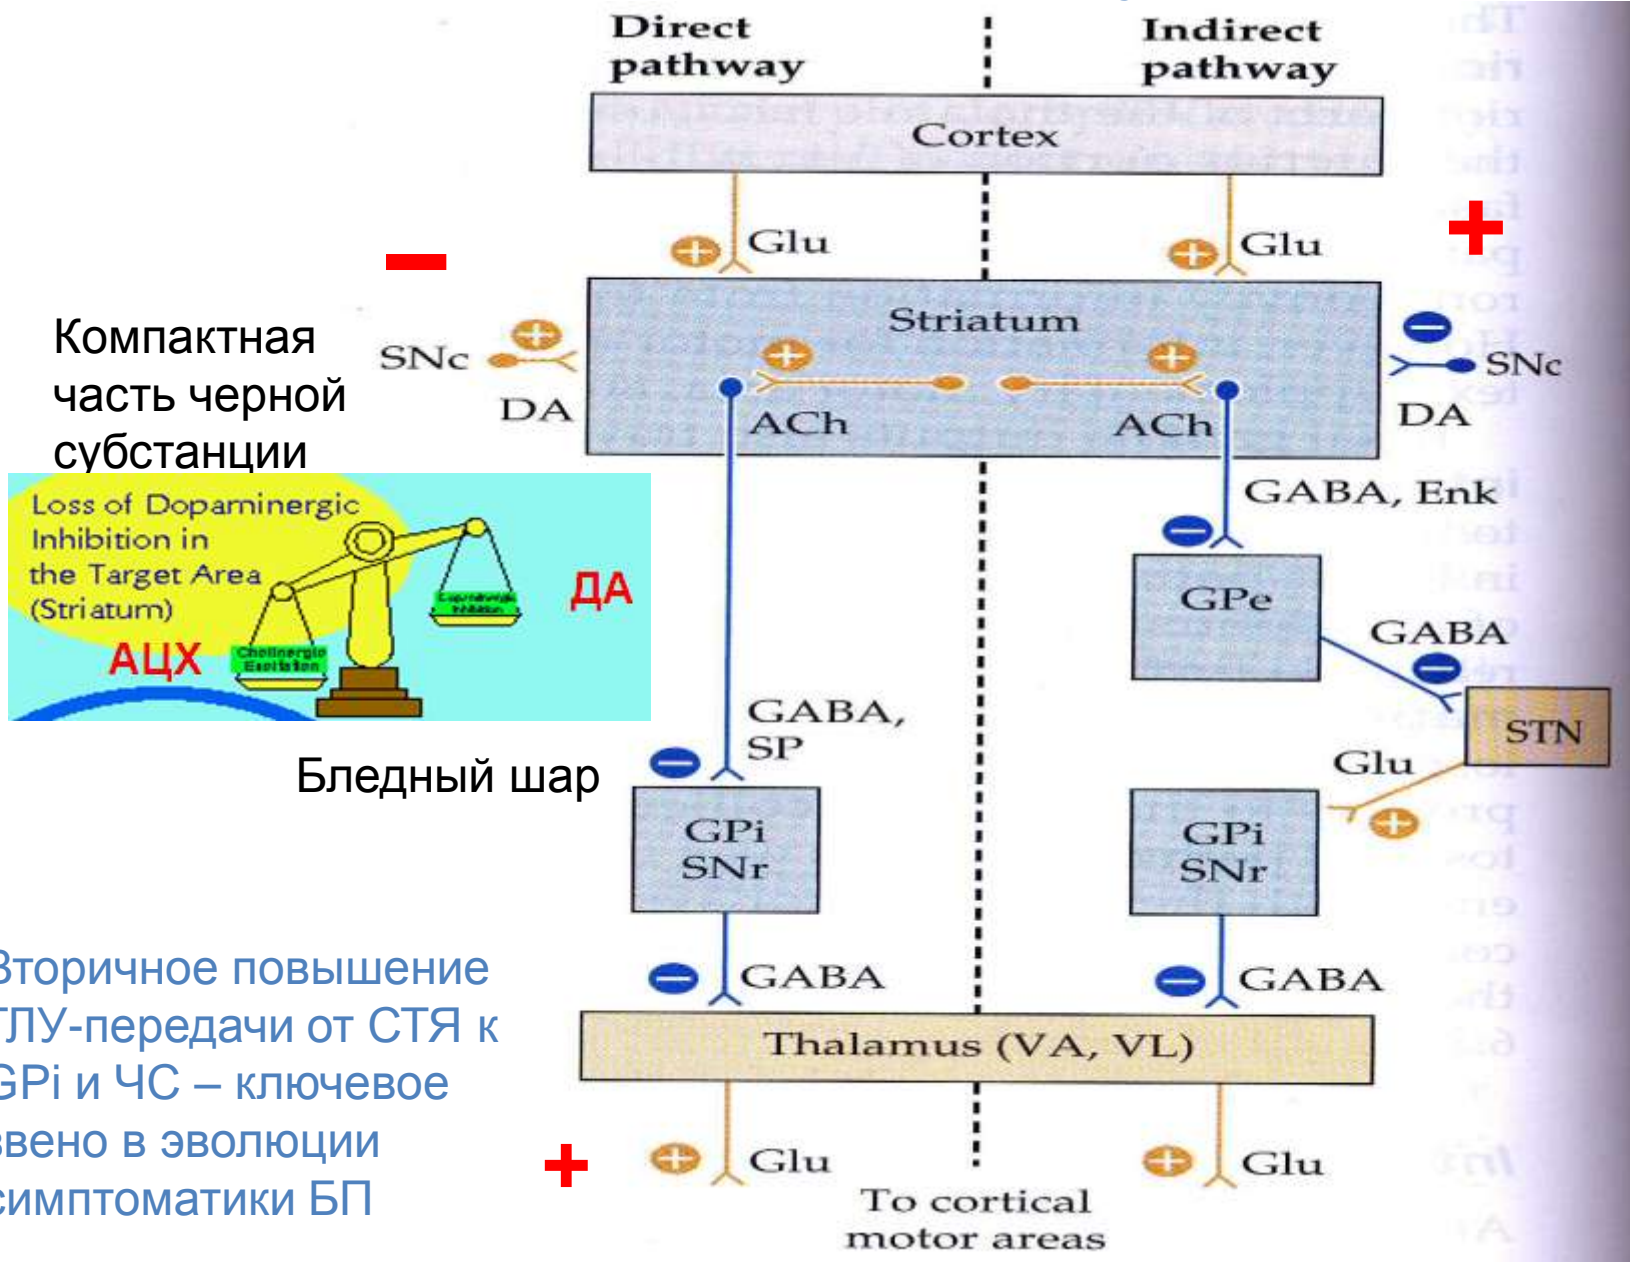 Direct
pathway
Indirect
pathway
Cortex
Glu
Glu
Striatum
SNc
DA
ACh
ACh
SNc
DA
Компактная
часть черной
субстанции
GABA, Enk
Loss of Dopaminergic
Inhibition in
the Target Area
(Striatum)
АЦХ
ДА
Cholinergic
Excitation
GPe
GABA
STN
Glu
GABA,
SP
Бледный шар
GPi
SNr
GPi
SNr
GABA
GABA
Thalamus (VA, VL)
Вторичное повышение
ГЛУ-передачи от СТЯ к
GPi и ЧС – ключевое
звено в эволюции
симптоматики БП
Glu
Glu
To cortical
motor areas